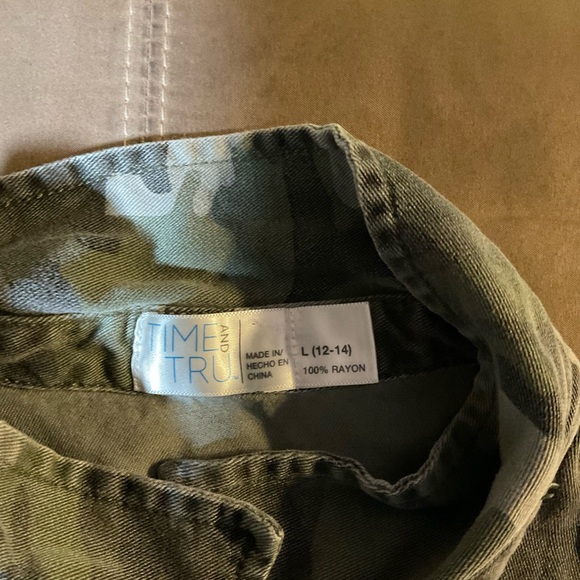 TIME
AND
TRU
MADE IN/
HECHO EN
CHINA
L (12-14)
100% RAYON